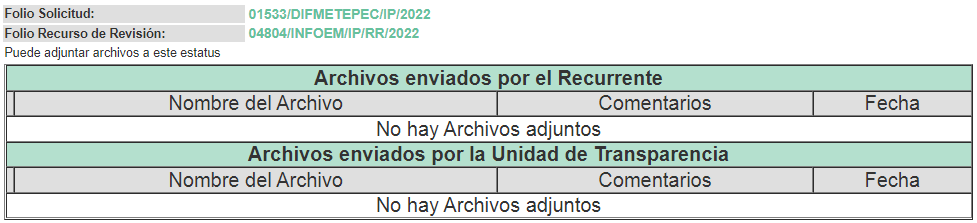 Folio Solicitud: 01533/DIFMETEPEC/IP/2022
Folio Recurso de Revisión: 04804/INFOEM/IP/RR/2022
Puede adjuntar archivos a este estatus
Archivos enviados por el Recurrente
Nombre del Archivo Comentarios Fecha
No hay Archivos adjuntos
Archivos enviados por la Unidad de Transparencia
Nombre del Archivo Comentarios Fecha
No hay Archivos adjuntos